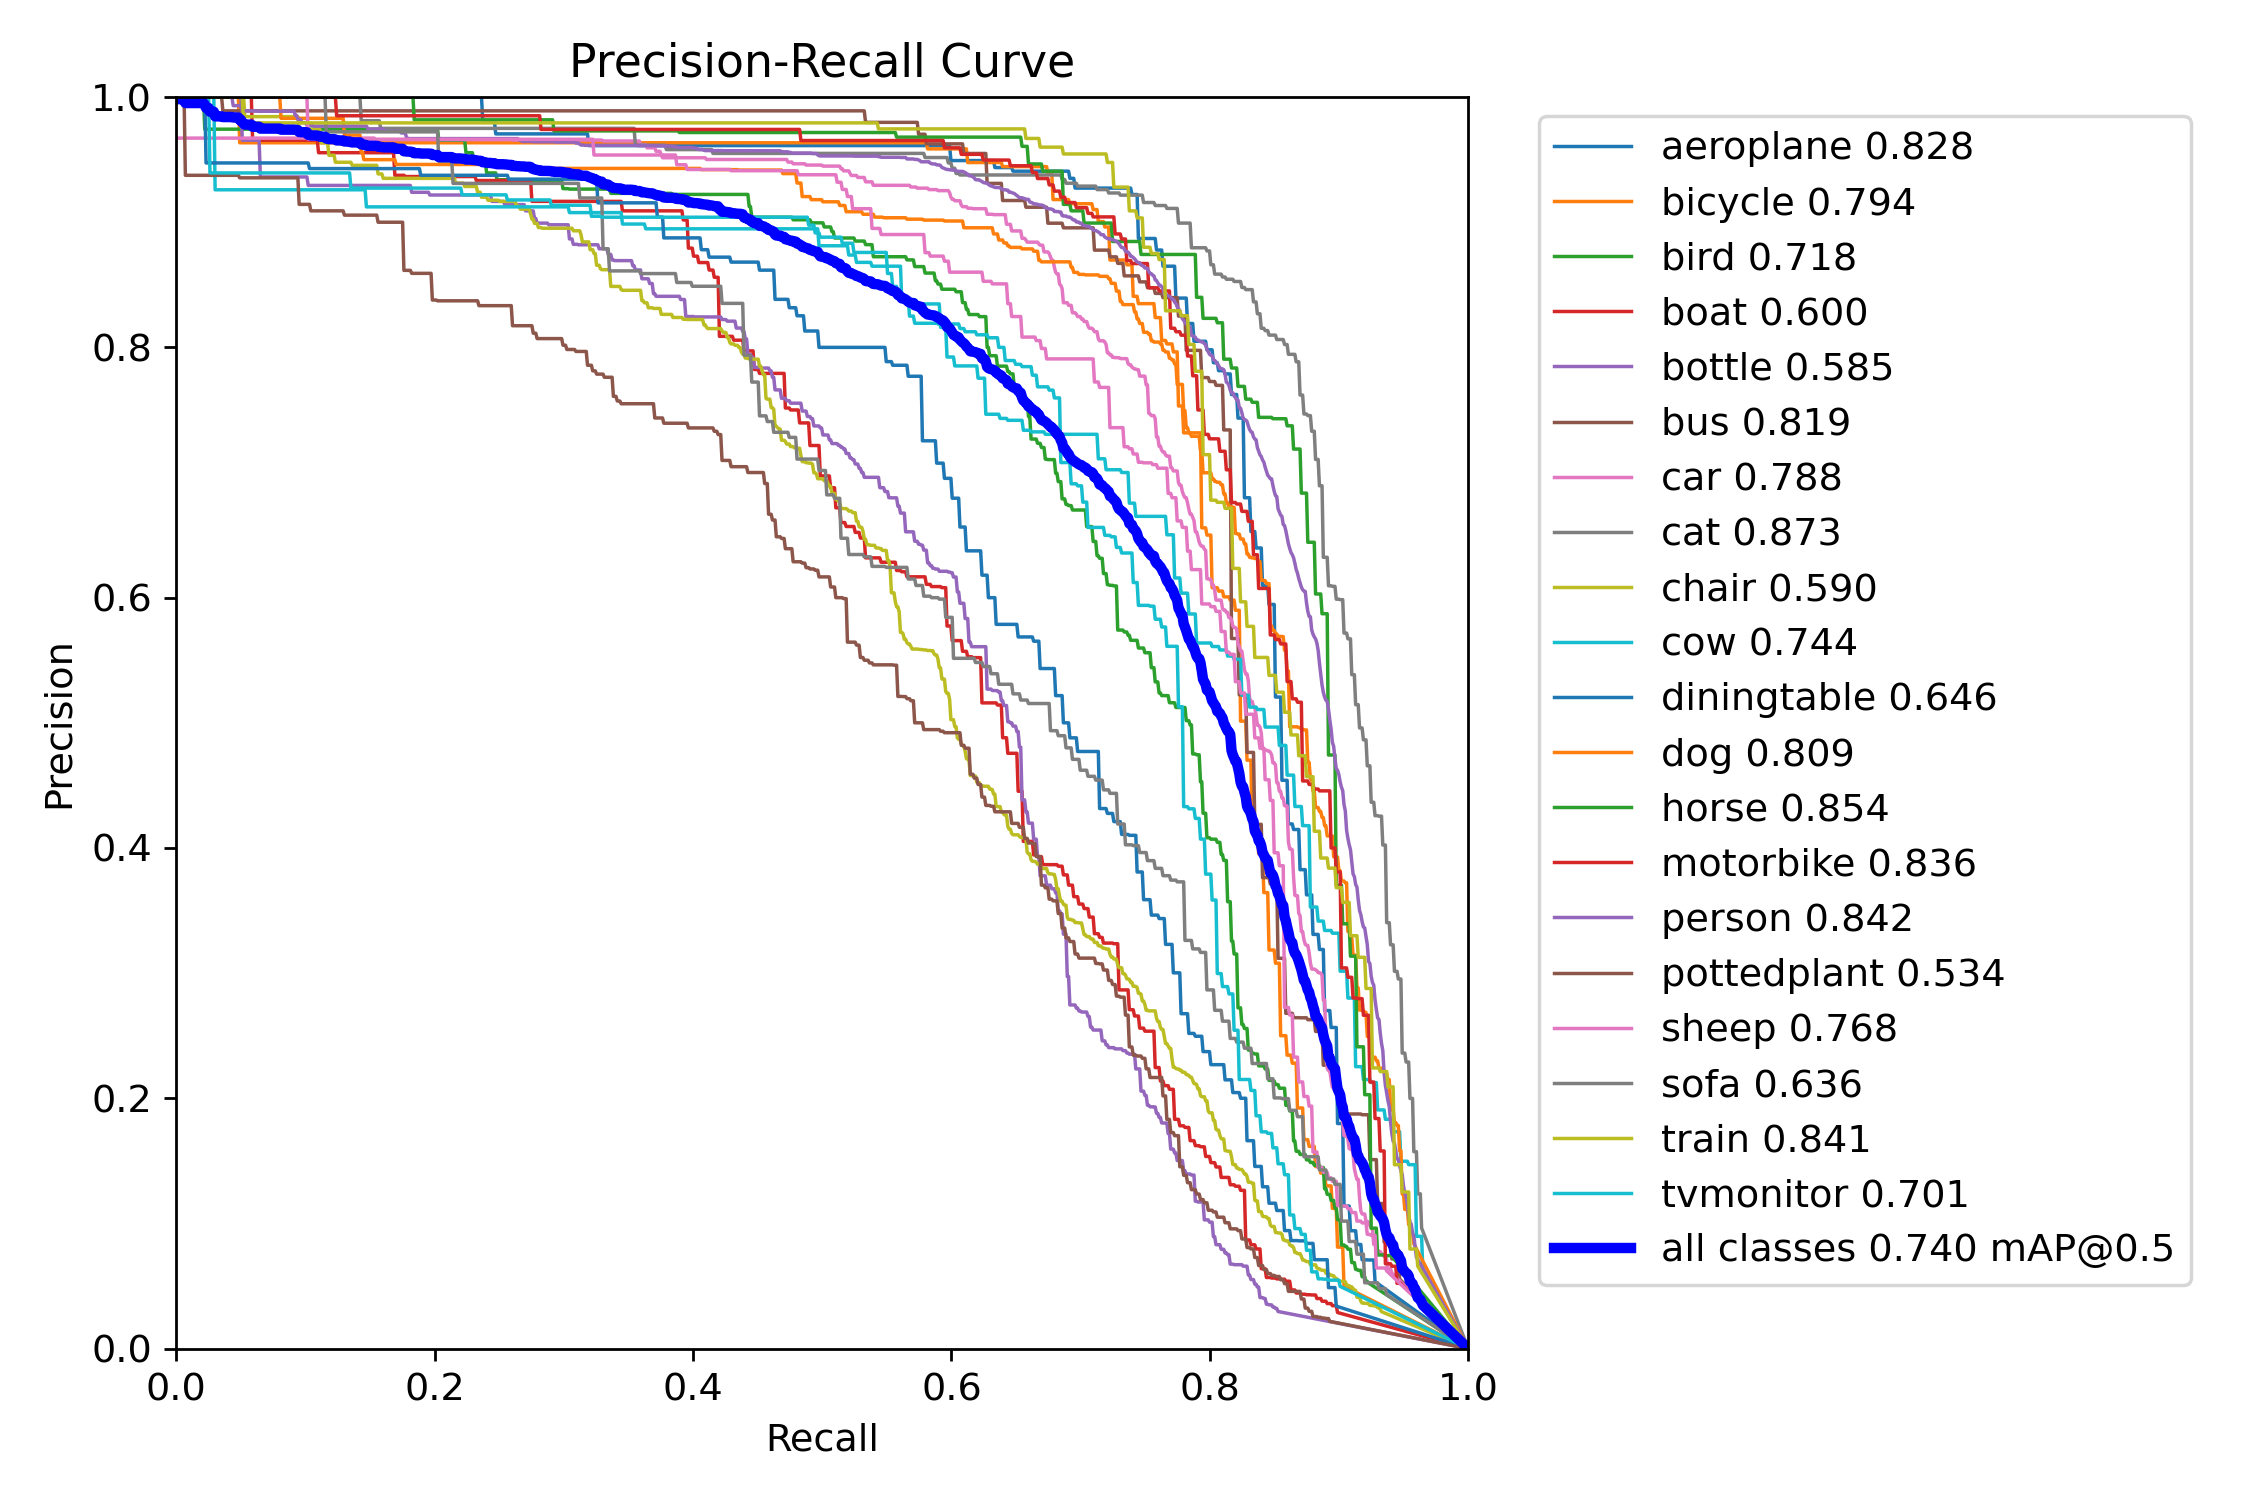 Precision-Recall Curve
1.0
0.8
0.6
0.4
0.2
0.0
Precision
0.0 0.2 0.4 0.6 0.8 1.0
Recall
aeroplane 0.828
bicycle 0.794
bird 0.718
boat 0.600
bottle 0.585
bus 0.819
car 0.788
cat 0.873
chair 0.590
cow 0.744
diningtable 0.646
dog 0.809
horse 0.854
motorbike 0.836
person 0.842
pottedplant 0.534
sheep 0.768
sofa 0.636
train 0.841
tvmonitor 0.701
all classes 0.740 mAP@0.5